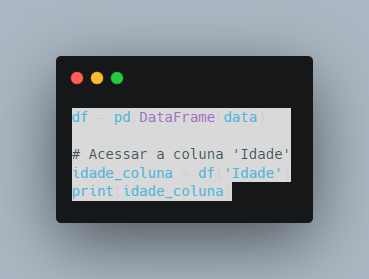 df = pd.DataFrame(data)
# Acessar a coluna 'Idade'
idade_coluna = df['Idade']
print(idade_coluna)